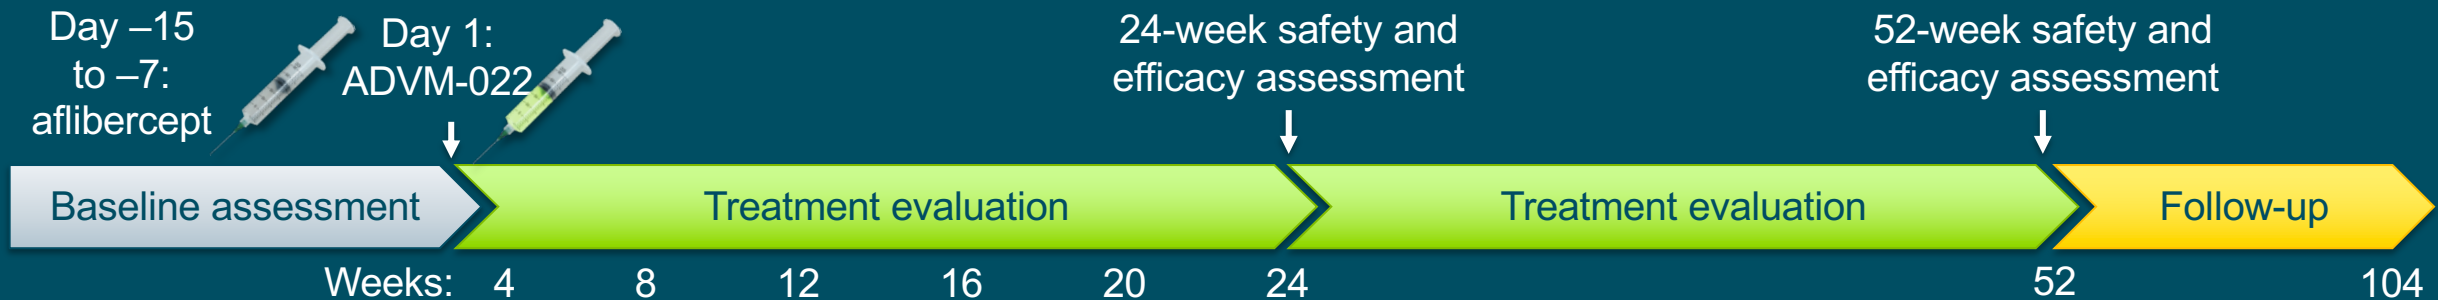 Day –15
to –7:
aflibercept
Day 1:
ADVM-022
24-week safety and
efficacy assessment
52-week safety and
efficacy assessment
Baseline assessment
Treatment evaluation
Treatment evaluation
Follow-up
Weeks: 4 8 12 16 20 24 52 104